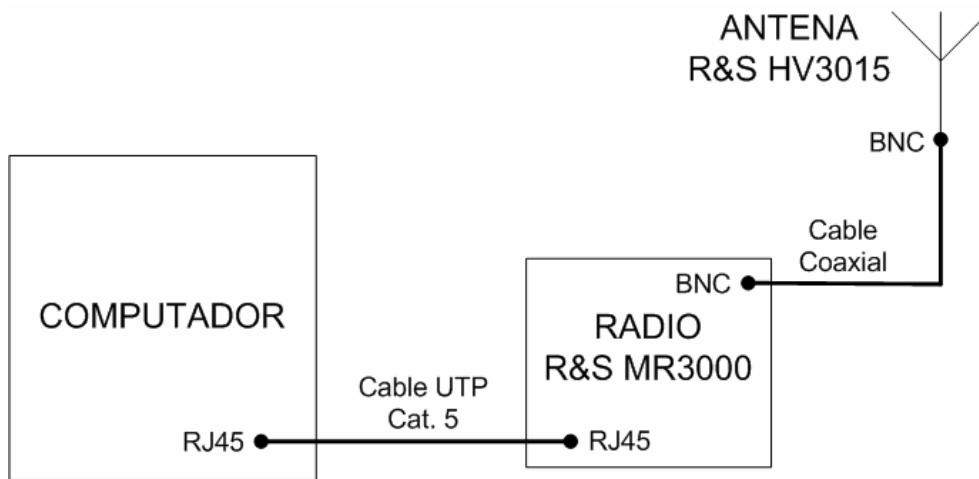 ANTENA
R&S HV3015
BNC
Cable
Coaxial
BNC
COMPUTADOR
RADIO
R&S MR3000
Cable UTP
Cat. 5
RJ45
RJ45